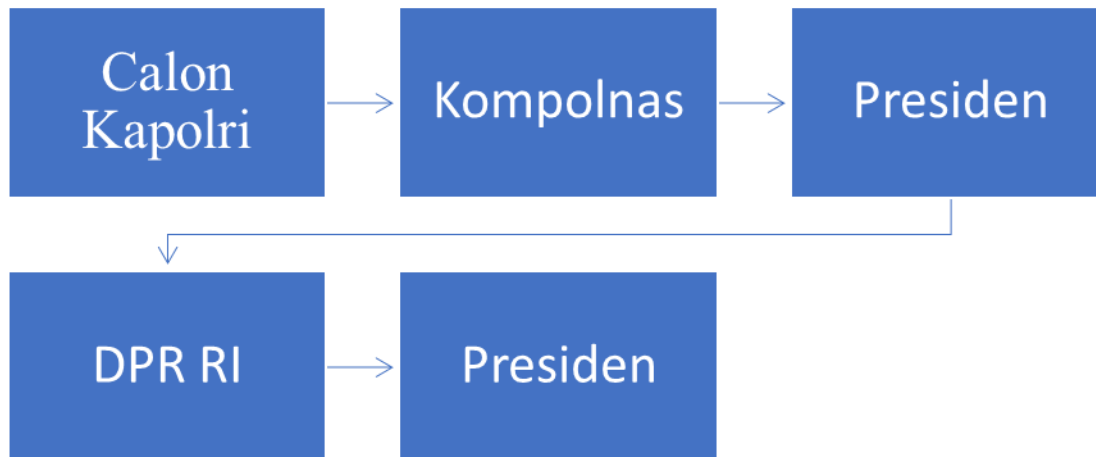 Calon
Kapolri
Kompolnas
Presiden
DPR RI
Presiden